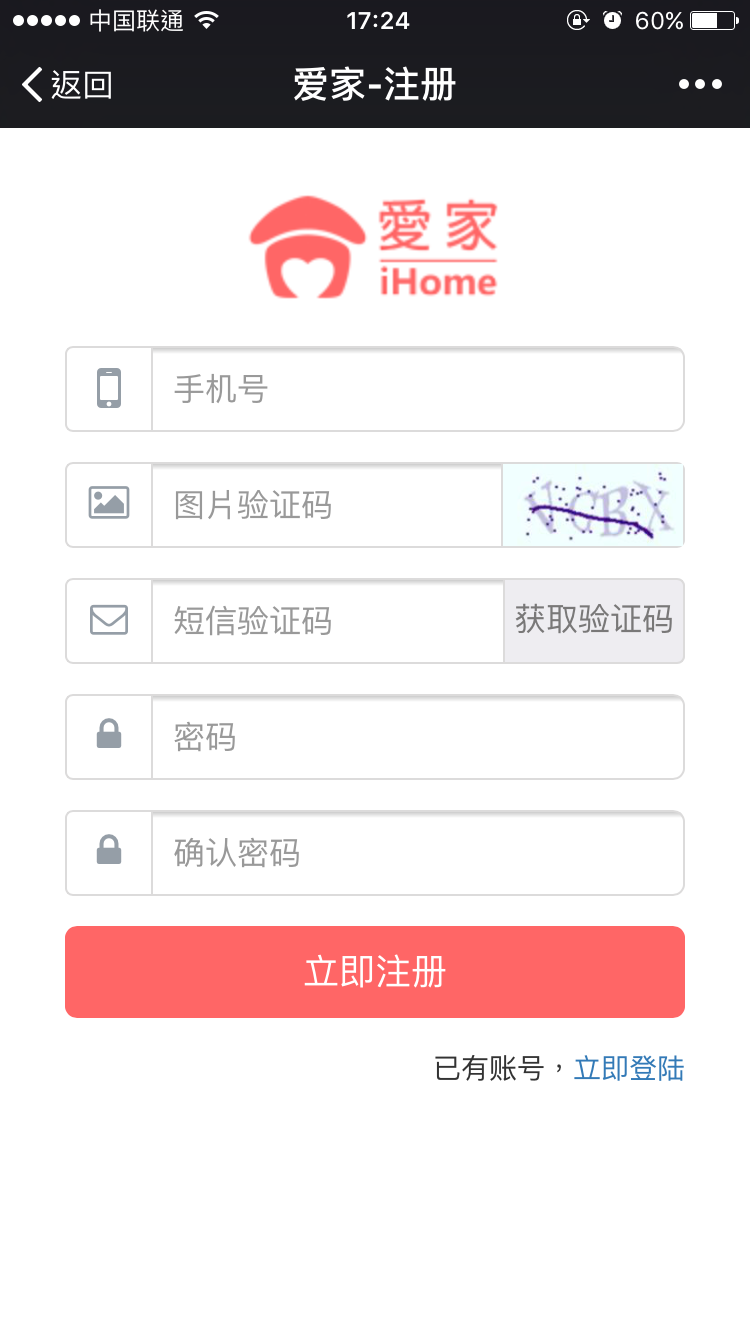 中国联通 17:24 60%
返回 爱家-注册
愛家
iHome
手机号
图片验证码
短信验证码 获取验证码
密码
确认密码
立即注册
已有账号，立即登陆